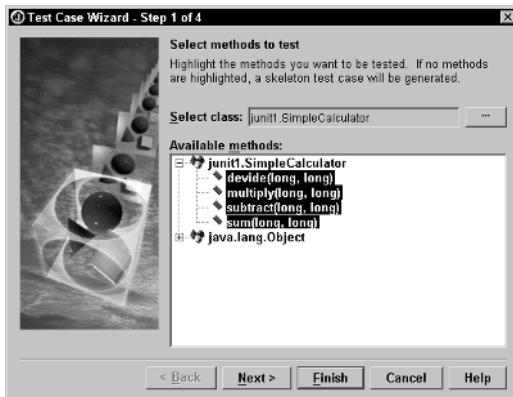 Test Case Wizard - Step 1 of 4
Select methods to test
Highlight the methods you want to be tested. If no methods
are highlighted, a skeleton test case will be generated.
Select class: junit1.SimpleCalculator ...
Available methods:
junit1.SimpleCalculator
devide(long, long)
multiply(long, long)
subtract(long, long)
sum(long, long)
java.lang.Object
< Back Next > Finish Cancel Help